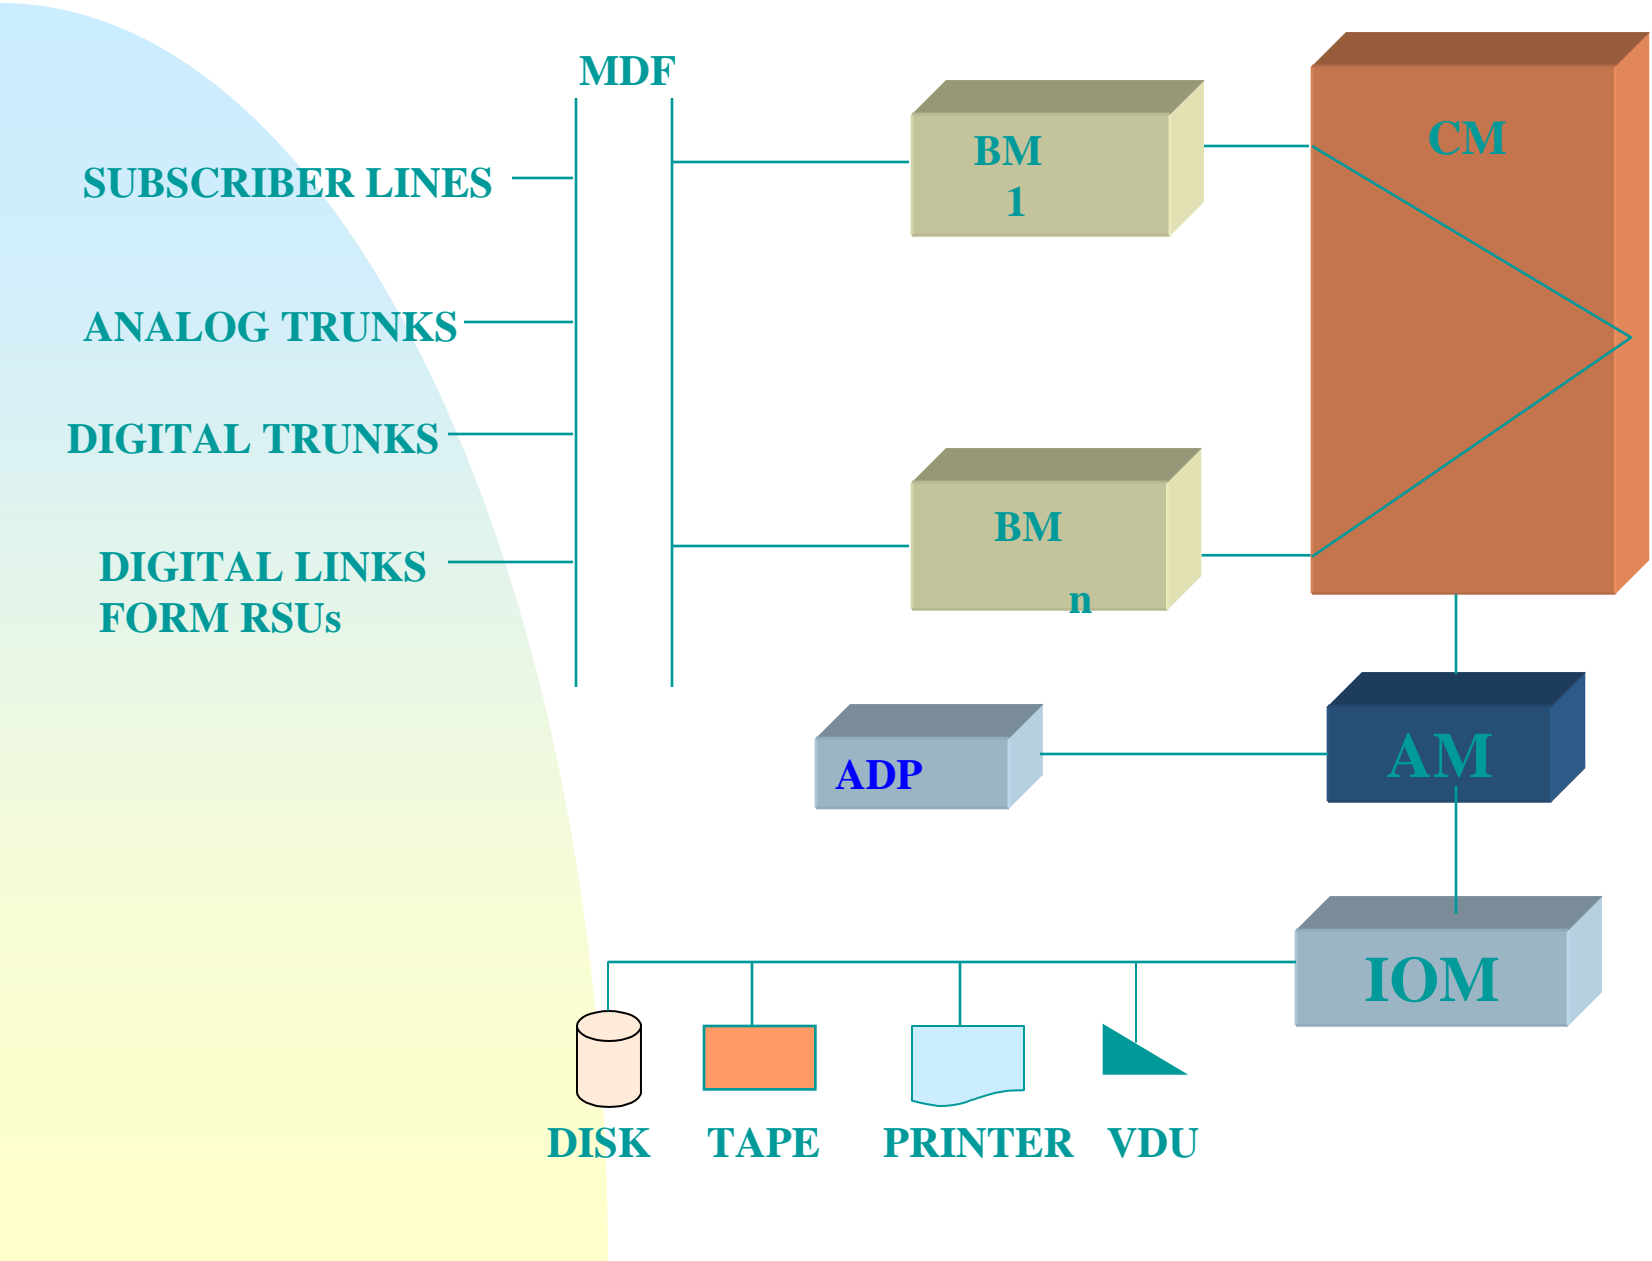 MDF
CM
BM
1
SUBSCRIBER LINES
ANALOG TRUNKS
DIGITAL TRUNKS
BM
n
DIGITAL LINKS
FORM RSUs
AM
ADP
IOM
DISK
TAPE
PRINTER
VDU